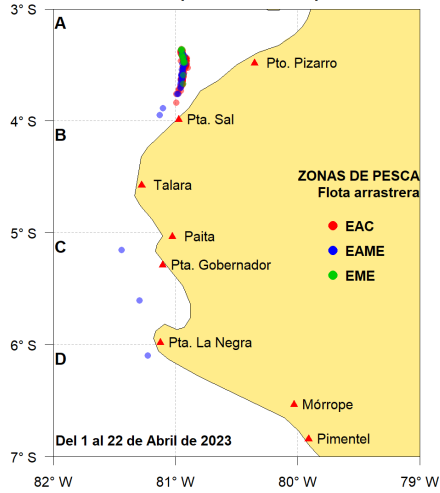 3° S
A
Pto. Pizarro
4° S
Pta. Sal
B
ZONAS DE PESCA
Flota arrastrera
Talara
EAC
5° S
Paita
C
EAME
Pta. Gobernador
EME
6° S
Pta. La Negra
D
Mórrope
Del 1 al 22 de Abril de 2023
Pimentel
7° S
82° W
81° W
80° W
79° W